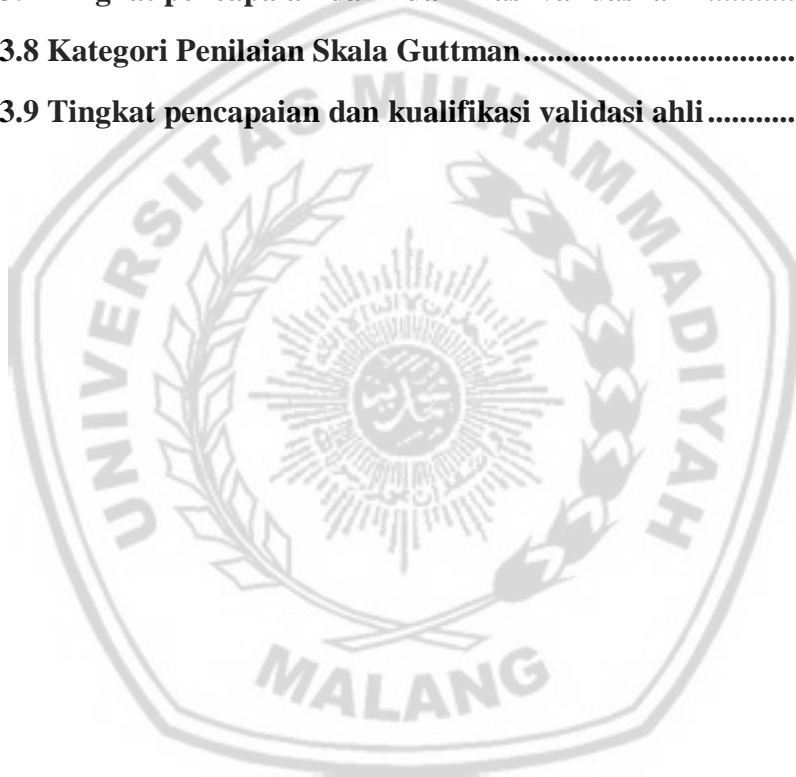 3.8 Kategori Penilaian Skala Guttman..................................
3.9 Tingkat pencapaian dan kualifikasi validasi ahli...........
UNIVERSITAS MUHAMMADIYAH
MALANG